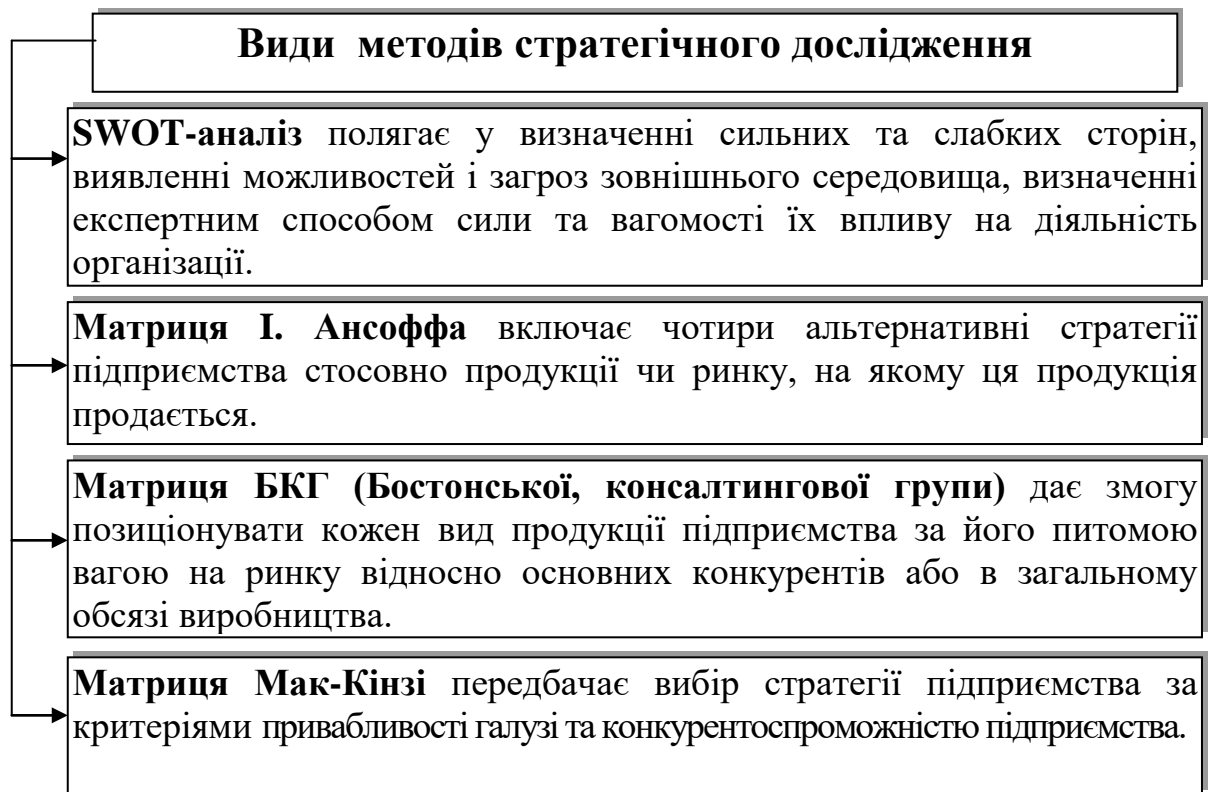 Види методів стратегічного дослідження
SWOT-аналіз полягає у визначенні сильних та слабких сторін,
виявленні можливостей і загроз зовнішнього середовища, визначенні
експертним способом сили та вагомості їх впливу на діяльність
організації.
Матриця І. Ансоффа включає чотири альтернативні стратегії
підприємства стосовно продукції чи ринку, на якому ця продукція
продається.
Матриця БКГ (Бостонської, консалтингової групи) дає змогу
позиціонувати кожен вид продукції підприємства за його питомою
вагою на ринку відносно основних конкурентів або в загальному
обсязі виробництва.
Матриця Мак-Кінзі передбачає вибір стратегії підприємства за
критеріями привабливості галузі та конкурентоспроможністю підприємства.